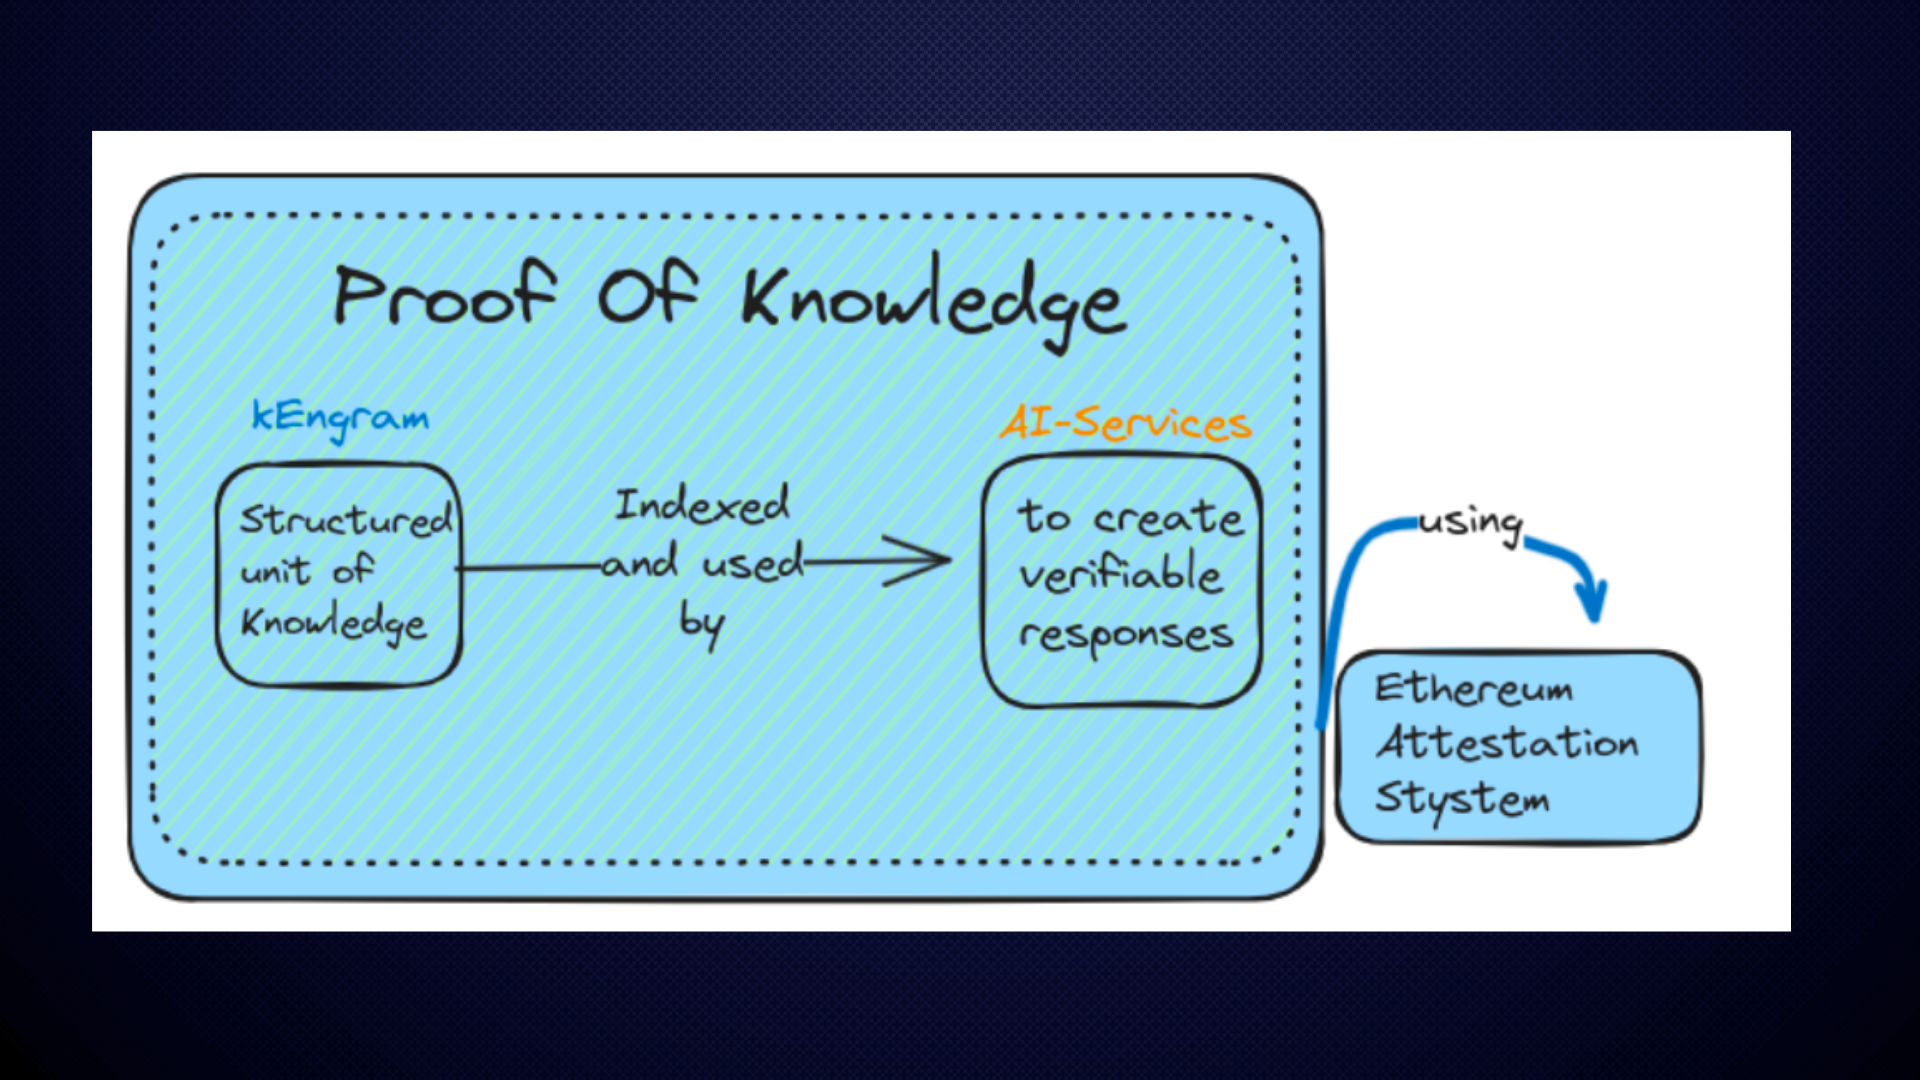 Proof Of Knowledge
kEngram
Structured
unit of
Knowledge
Indexed
and used
by
AI-Services
to create
verifiable
responses
using
Ethereum
Attestation
Stystem